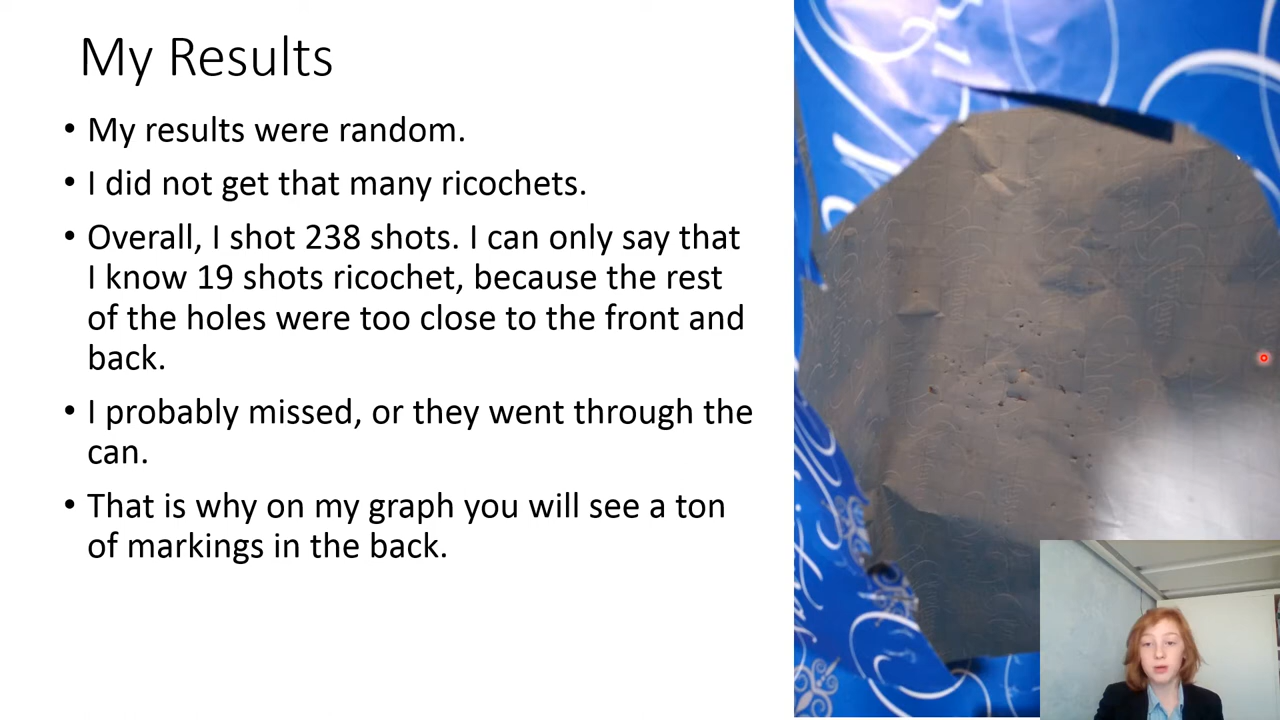 My Results
• My results were random.
• I did not get that many ricochets.
• Overall, I shot 238 shots. I can only say that
I know 19 shots ricochet, because the rest
of the holes were too close to the front and
back.
• I probably missed, or they went through the
can.
• That is why on my graph you will see a ton
of markings in the back.